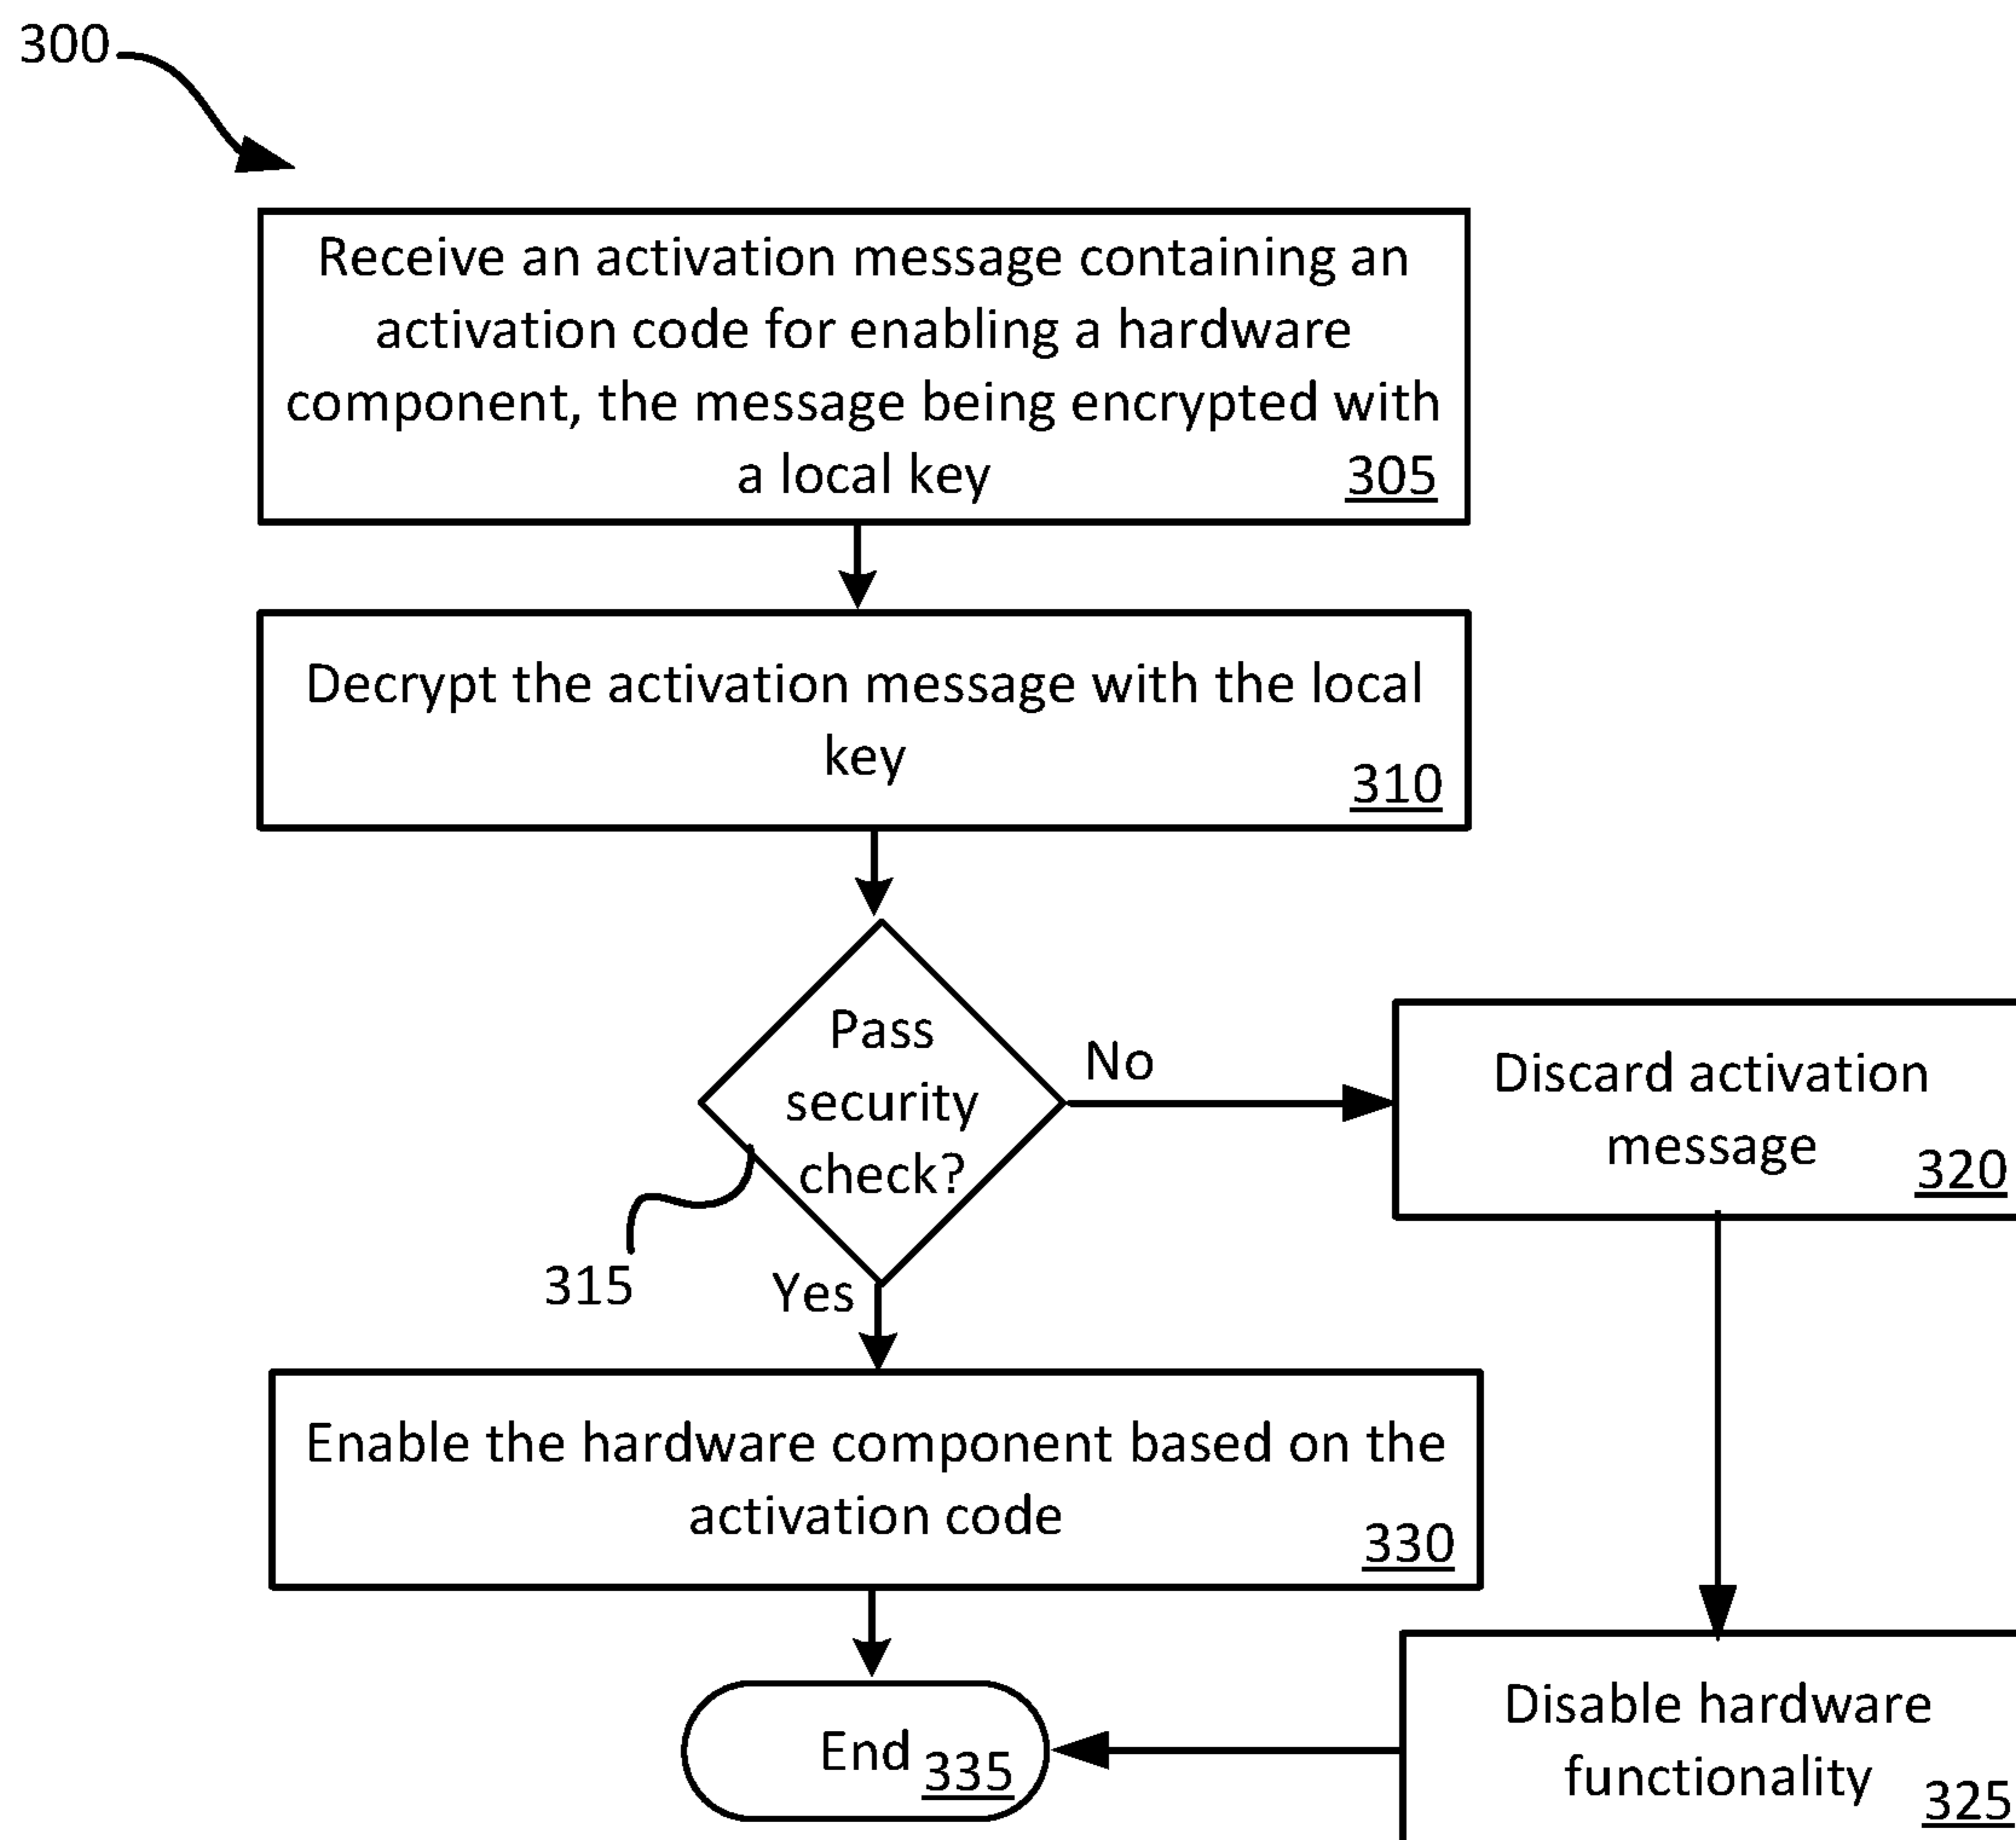 300
Receive an activation message containing an
activation code for enabling a hardware
component, the message being encrypted with
a local key
305
Decrypt the activation message with the local
key
310
Pass
security
check?
315
No
Discard activation
message
320
Yes
Enable the hardware component based on the
activation code
330
Disable hardware
functionality
325
End
335